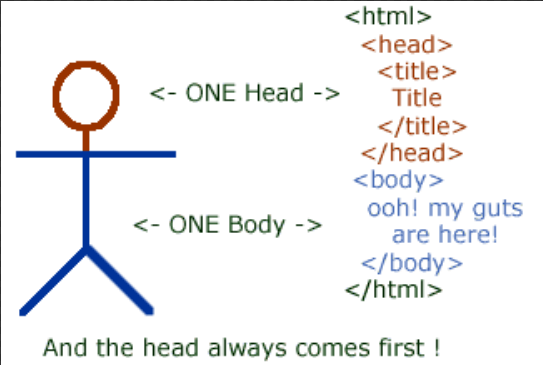 <html>
<head>
<title>
<- ONE Head ->
Title
</title>
</head>
<body>
ooh! my guts
<- ONE Body ->
are here!
</body>
</html>
And the head always comes first !